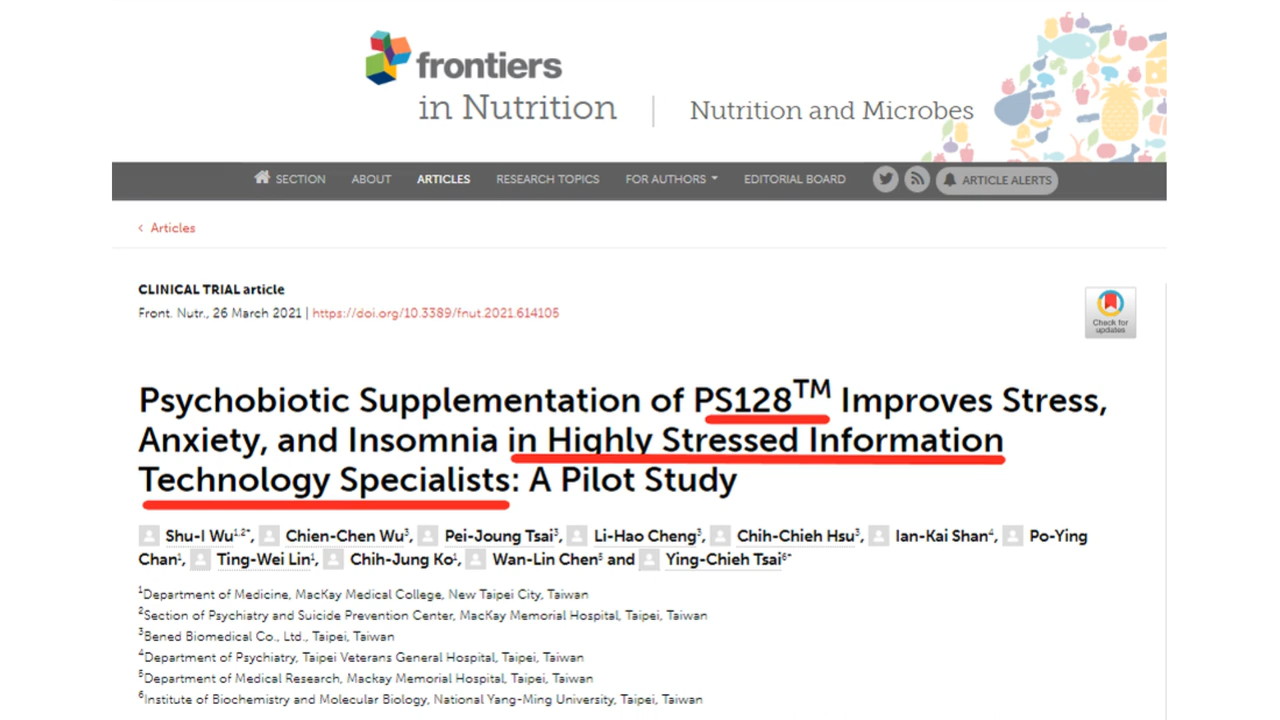 frontiers
in Nutrition | Nutrition and Microbes
SECTION ABOUT ARTICLES RESEARCH TOPICS FOR AUTHORS EDITORIAL BOARD ARTICLE ALERTS
‹ Articles
CLINICAL TRIAL article
Front. Nutr., 26 March 2021 | https://doi.org/10.3389/fnut.2021.614105
Check for
updates
Psychobiotic Supplementation of PS128™ Improves Stress,
Anxiety, and Insomnia in Highly Stressed Information
Technology Specialists: A Pilot Study
Shu-I Wu1,2*, Chien-Chen Wu3, Pei-Joung Tsai3, Li-Hao Cheng3, Chih-Chieh Hsu3, Ian-Kai Shan4, Po-Ying
Chan1, Ting-Wei Lin1, Chih-Jung Ko1, Wan-Lin Chen5 and Ying-Chieh Tsai6*
1Department of Medicine, MacKay Medical College, New Taipei City, Taiwan
2Section of Psychiatry and Suicide Prevention Center, MacKay Memorial Hospital, Taipei, Taiwan
3Bened Biomedical Co., Ltd., Taipei, Taiwan
4Department of Psychiatry, Taipei Veterans General Hospital, Taipei, Taiwan
5Department of Medical Research, Mackay Memorial Hospital, Taipei, Taiwan
6Institute of Biochemistry and Molecular Biology, National Yang-Ming University, Taipei, Taiwan